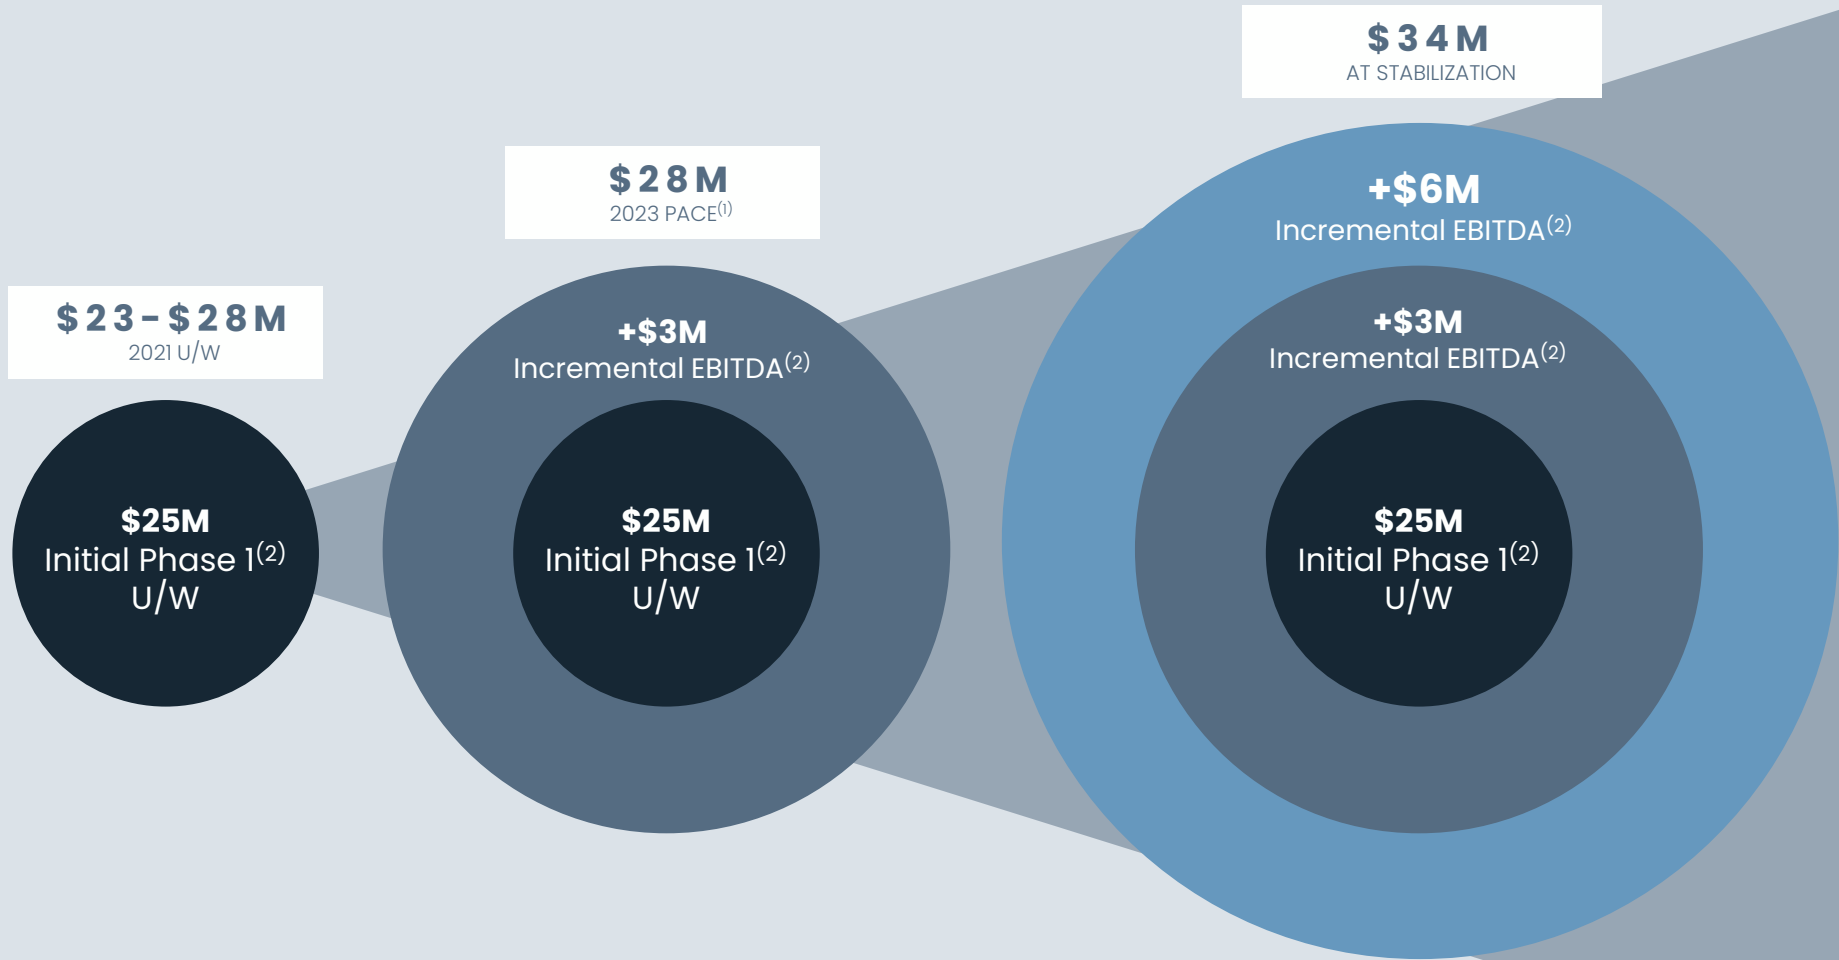 $23-$28M
2021 U/W
$25M
Initial Phase 1(2)
U/W
$28M
2023 PACE(1)
+$3M
Incremental EBITDA(2)
$25M
Initial Phase 1(2)
U/W
$34M
AT STABILIZATION
+$6M
Incremental EBITDA(2)
+$3M
Incremental EBITDA(2)
$25M
Initial Phase 1(2)
U/W